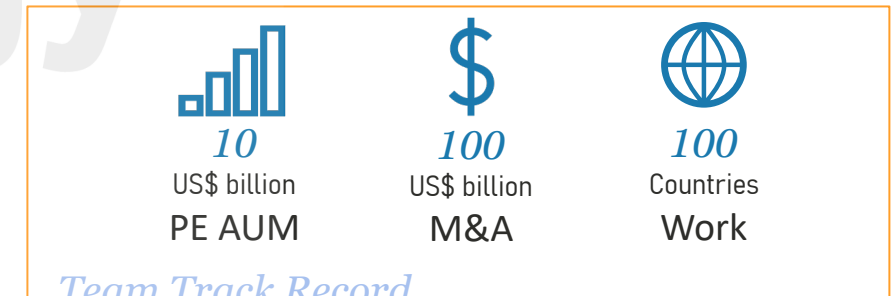 10
US$ billion
PE AUM
100
US$ billion
M&A
100
Countries
Work
Team Track Record